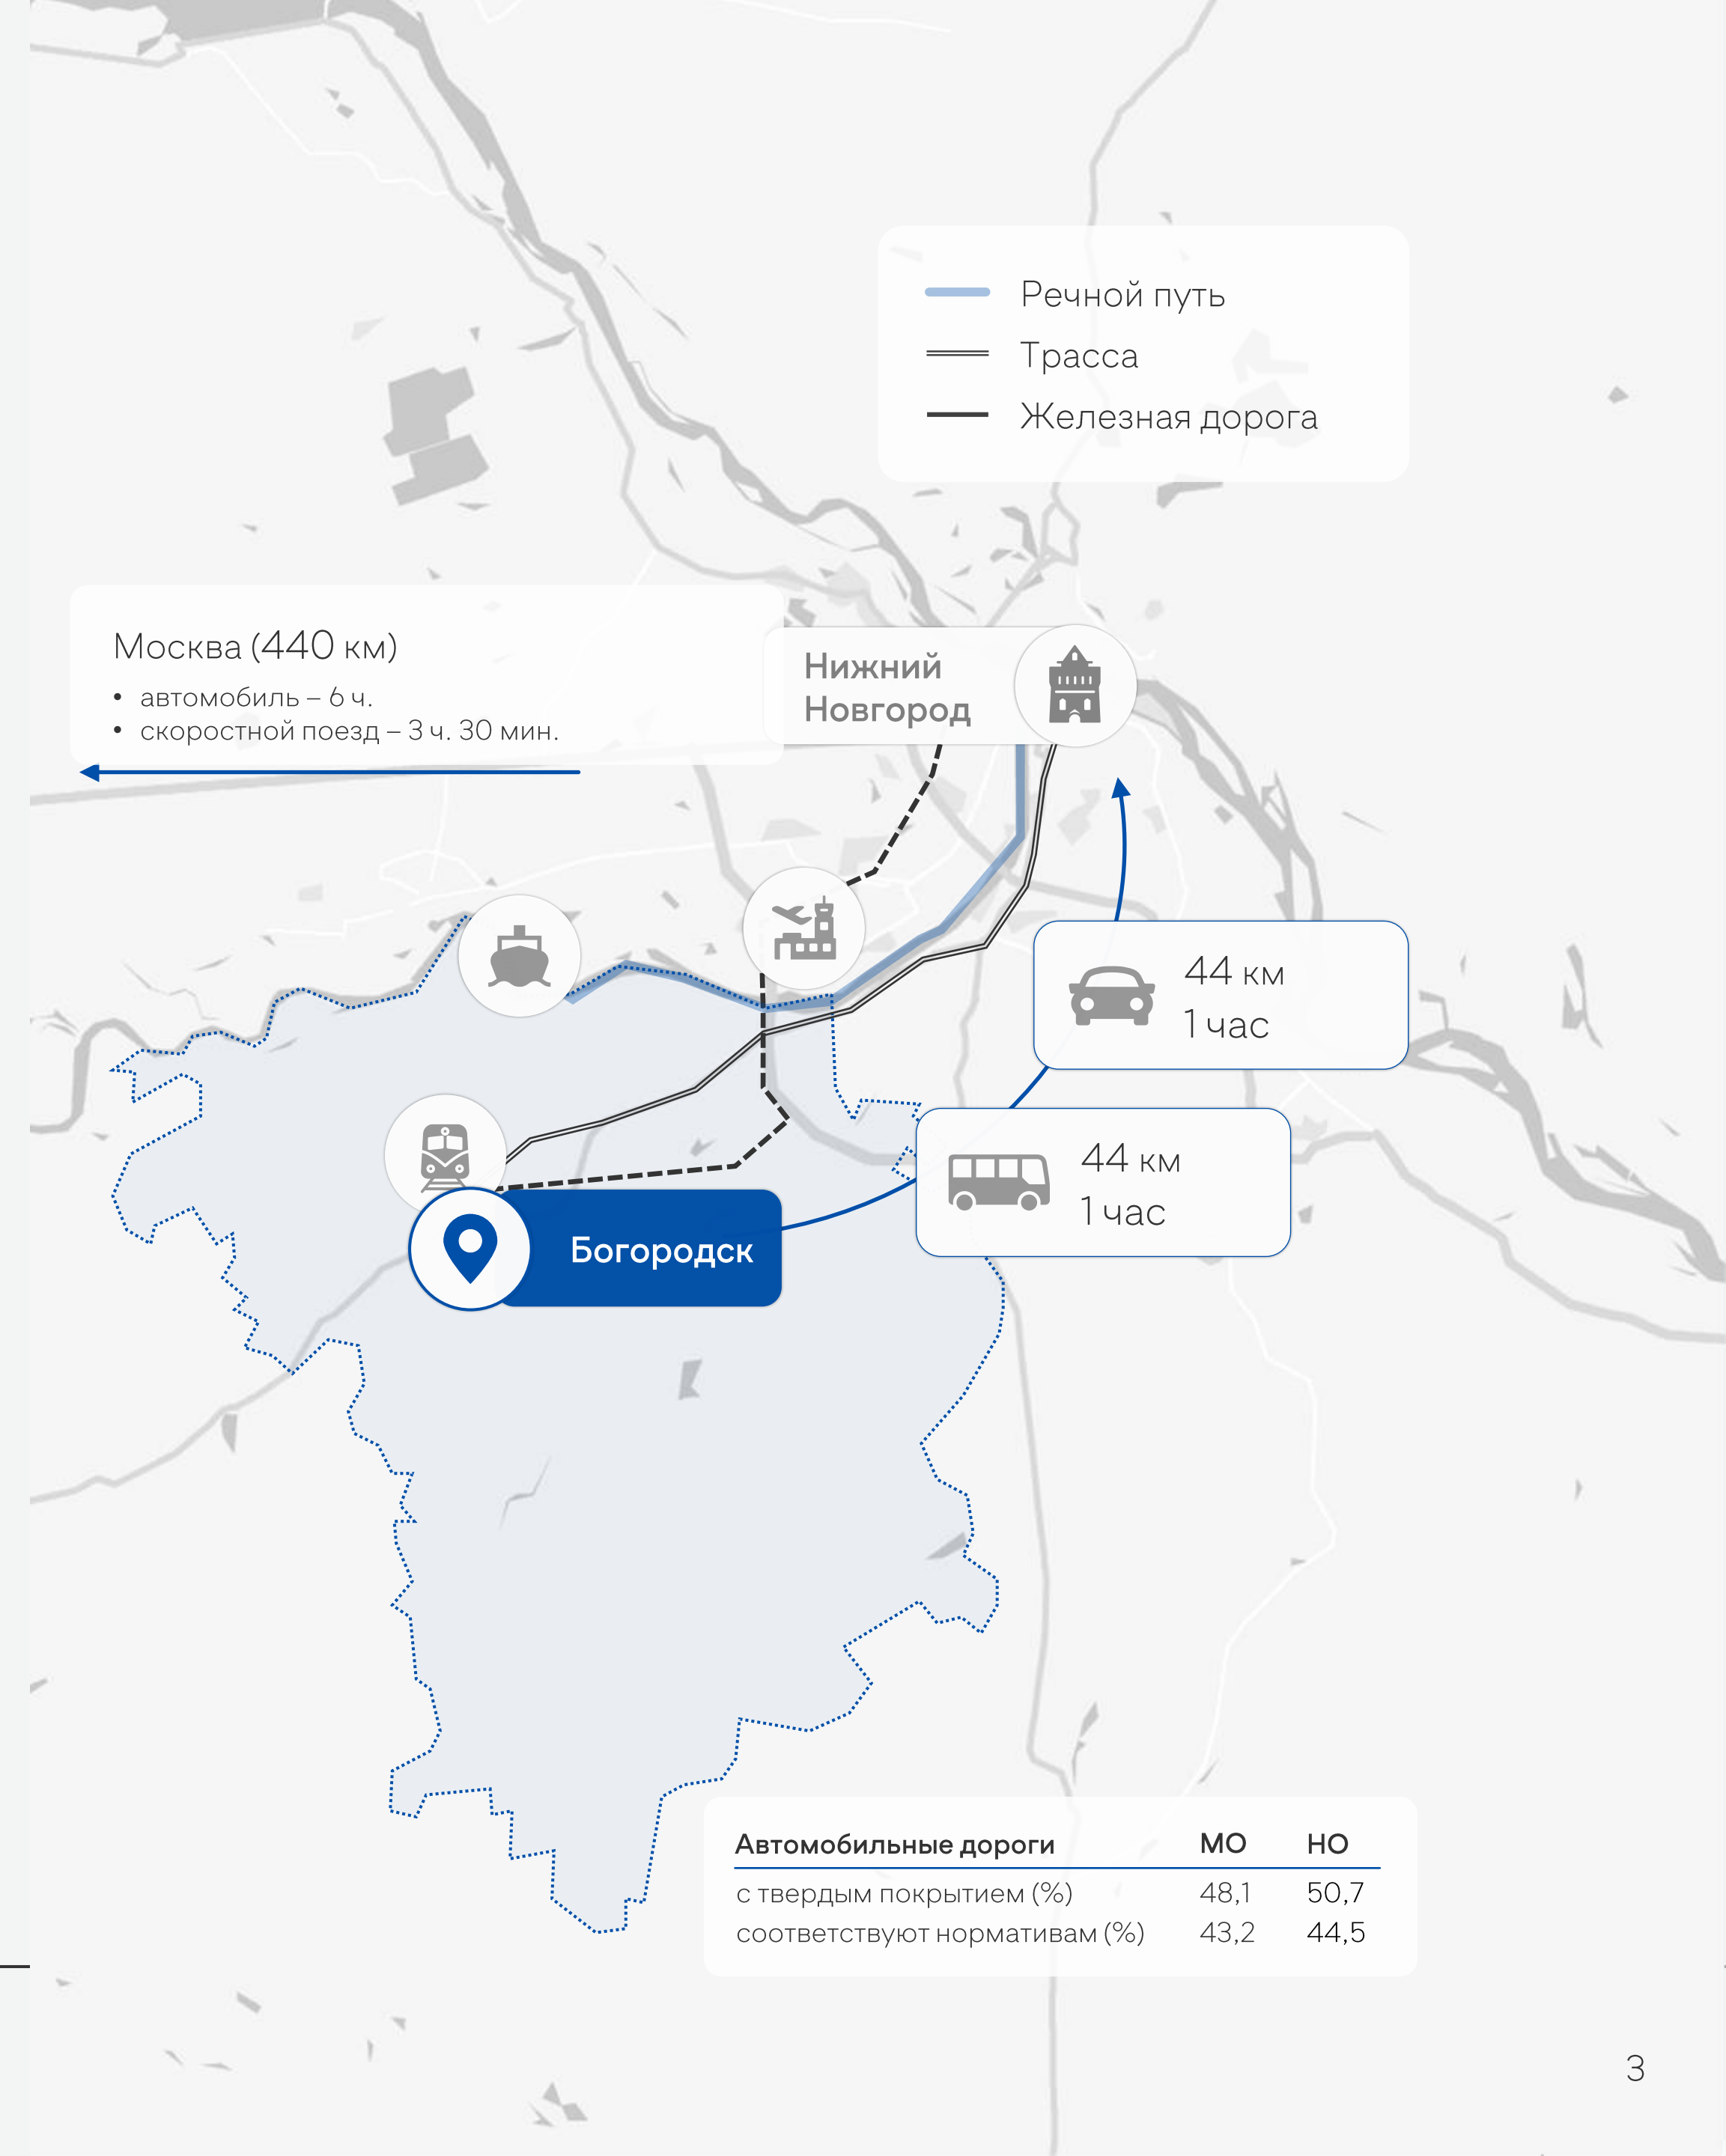 Речной путь
Трасса
Железная дорога
Москва (440 км)
• автомобиль – 6 ч.
• скоростной поезд – 3 ч. 30 мин.
Нижний
Новгород
44 км
1 час
44 км
1 час
Богородск
Автомобильные дороги МО НО
с твердым покрытием (%) 48,1 50,7
соответствуют нормативам (%) 43,2 44,5
3